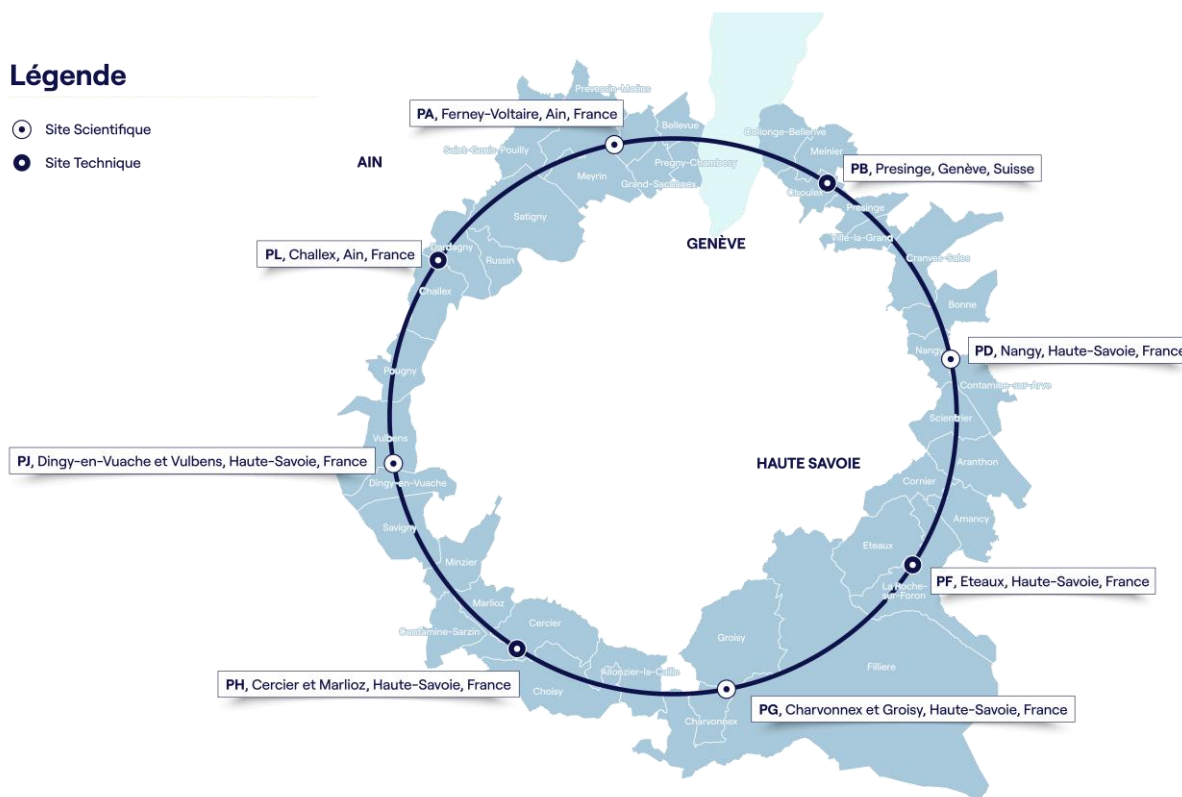 Légende
Site Scientifique
Site Technique
AIN
Prévessin-Moëns
PA, Ferney-Voltaire, Ain, France
Bellevue
Collonge-Bellerive
Saint-Genis-Pouilly
Meyrin
Pregny-Chambésy
Grand-Saconnex
Meinier
PB, Presinge, Genève, Suisse
Choulex
Presinge
Satigny
Ville-la-Grand
GENÈVE
Dardagny
PL, Challex, Ain, France
Russin
Cranves-Sales
Challex
Bonne
Nangy
PD, Nangy, Haute-Savoie, France
Pougny
Contamine-sur-Arve
Scientrier
Vulbens
PJ, Dingy-en-Vuache et Vulbens, Haute-Savoie, France
HAUTE SAVOIE
Aranthon
Dingy-en-Vuache
Cornier
Savigny
Amancy
Eteaux
Minzier
PF, Eteaux, Haute-Savoie, France
La Roche-
sur-Foron
Marlioz
Cercier
Contamine-Sarzin
Groisy
Filliere
Allonzier-la-Caille
PH, Cercier et Marlioz, Haute-Savoie, France
Choisy
PG, Charvonnex et Groisy, Haute-Savoie, France
Charvonnex